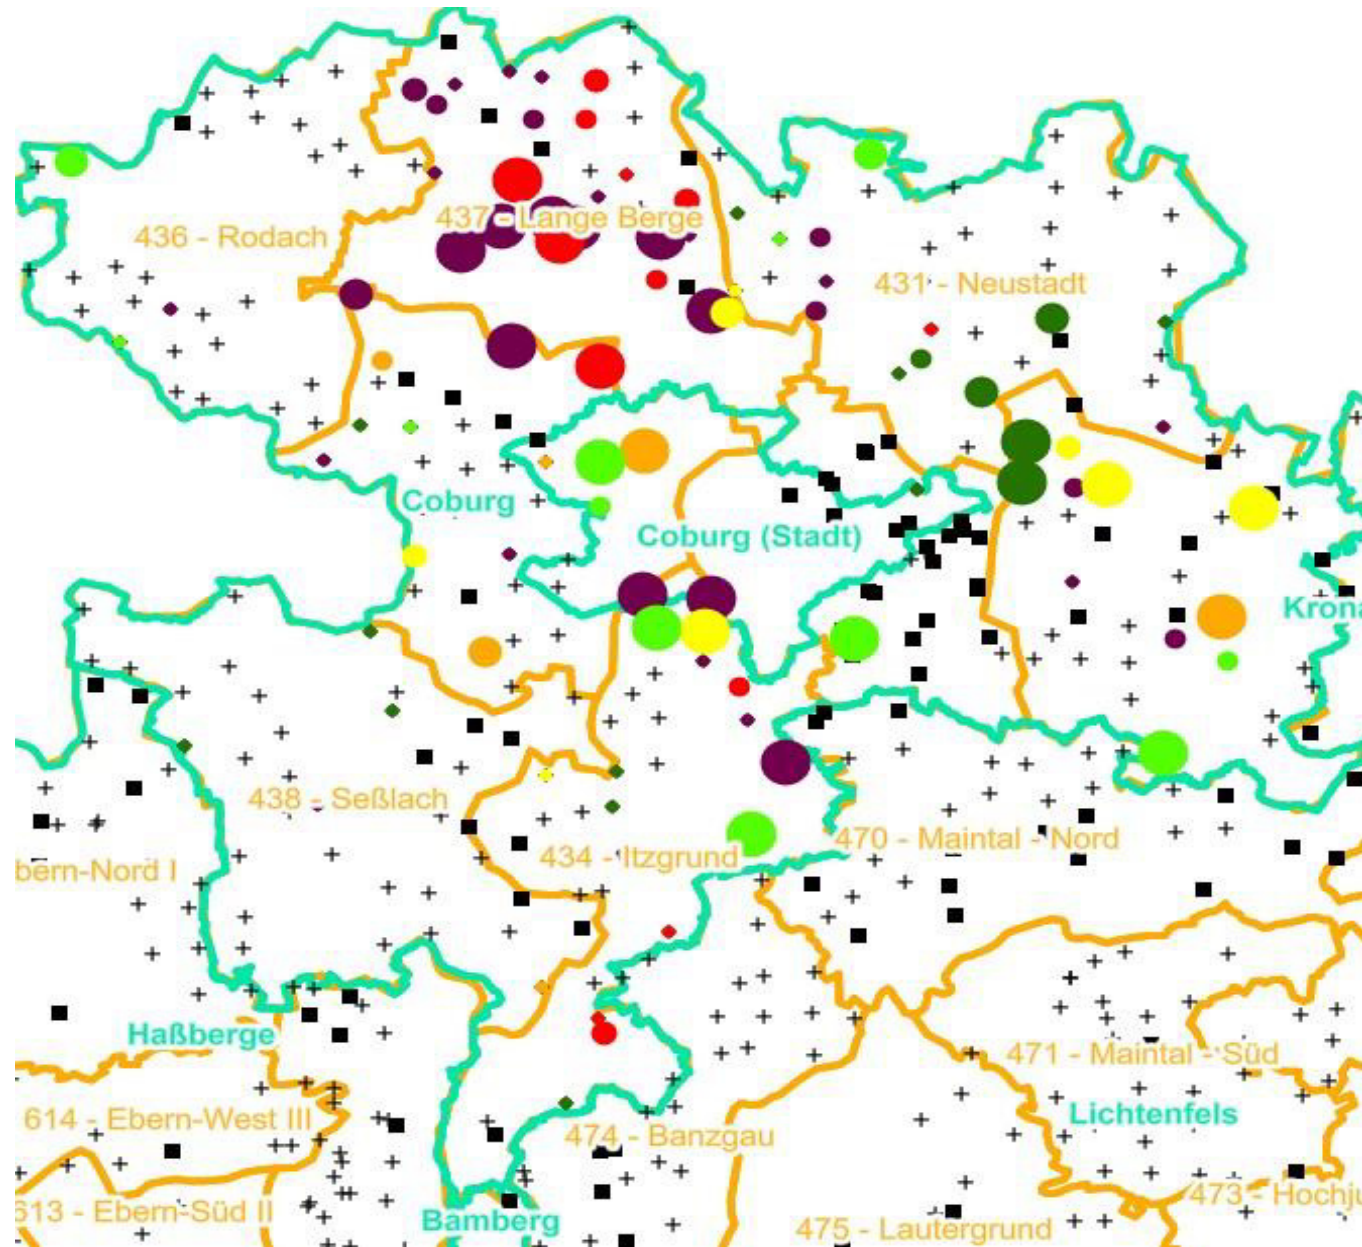 437 - Lange Berge
436 - Rodach
431 - Neustadt
Coburg
Coburg (Stadt)
Krona
438 - Seßlach
470 - Maintal - Nord
434 - Itzgrund
bern-Nord I
Haßberge
471 - Maintal - Süd
614 - Ebern-West III
Lichtenfels
474 - Banzgau
473 - Hochju
613 - Ebern-Süd II
Bamberg
475 - Lautergrund